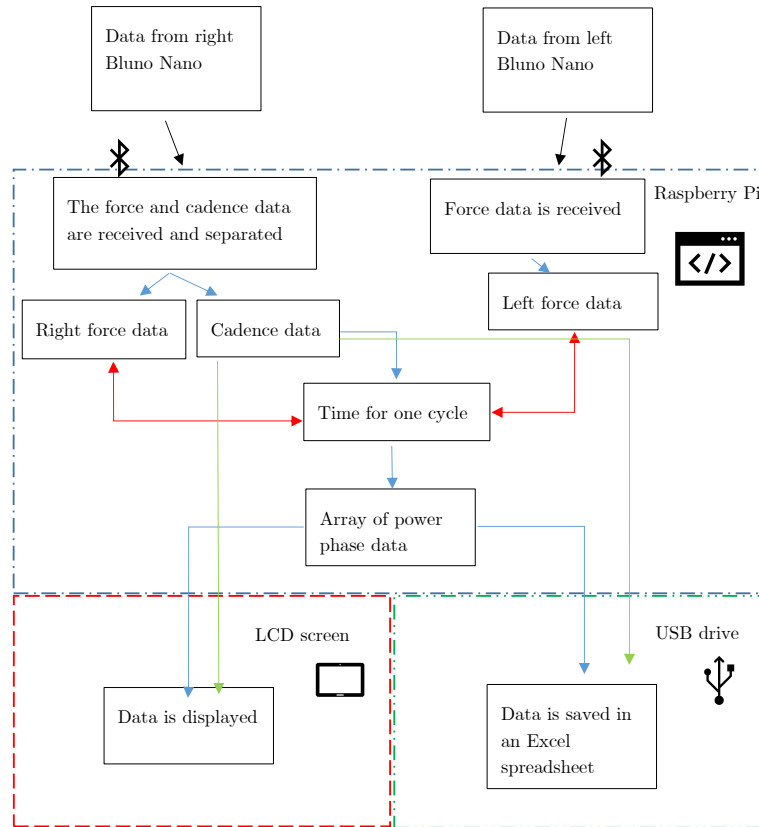 Data from right
Bluno Nano
Data from left
Bluno Nano
The force and cadence data
are received and separated
Force data is received
Raspberry Pi
</>
Right force data
Cadence data
Left force data
Time for one cycle
Array of power
phase data
LCD screen
USB drive
Data is displayed
Data is saved in
an Excel
spreadsheet